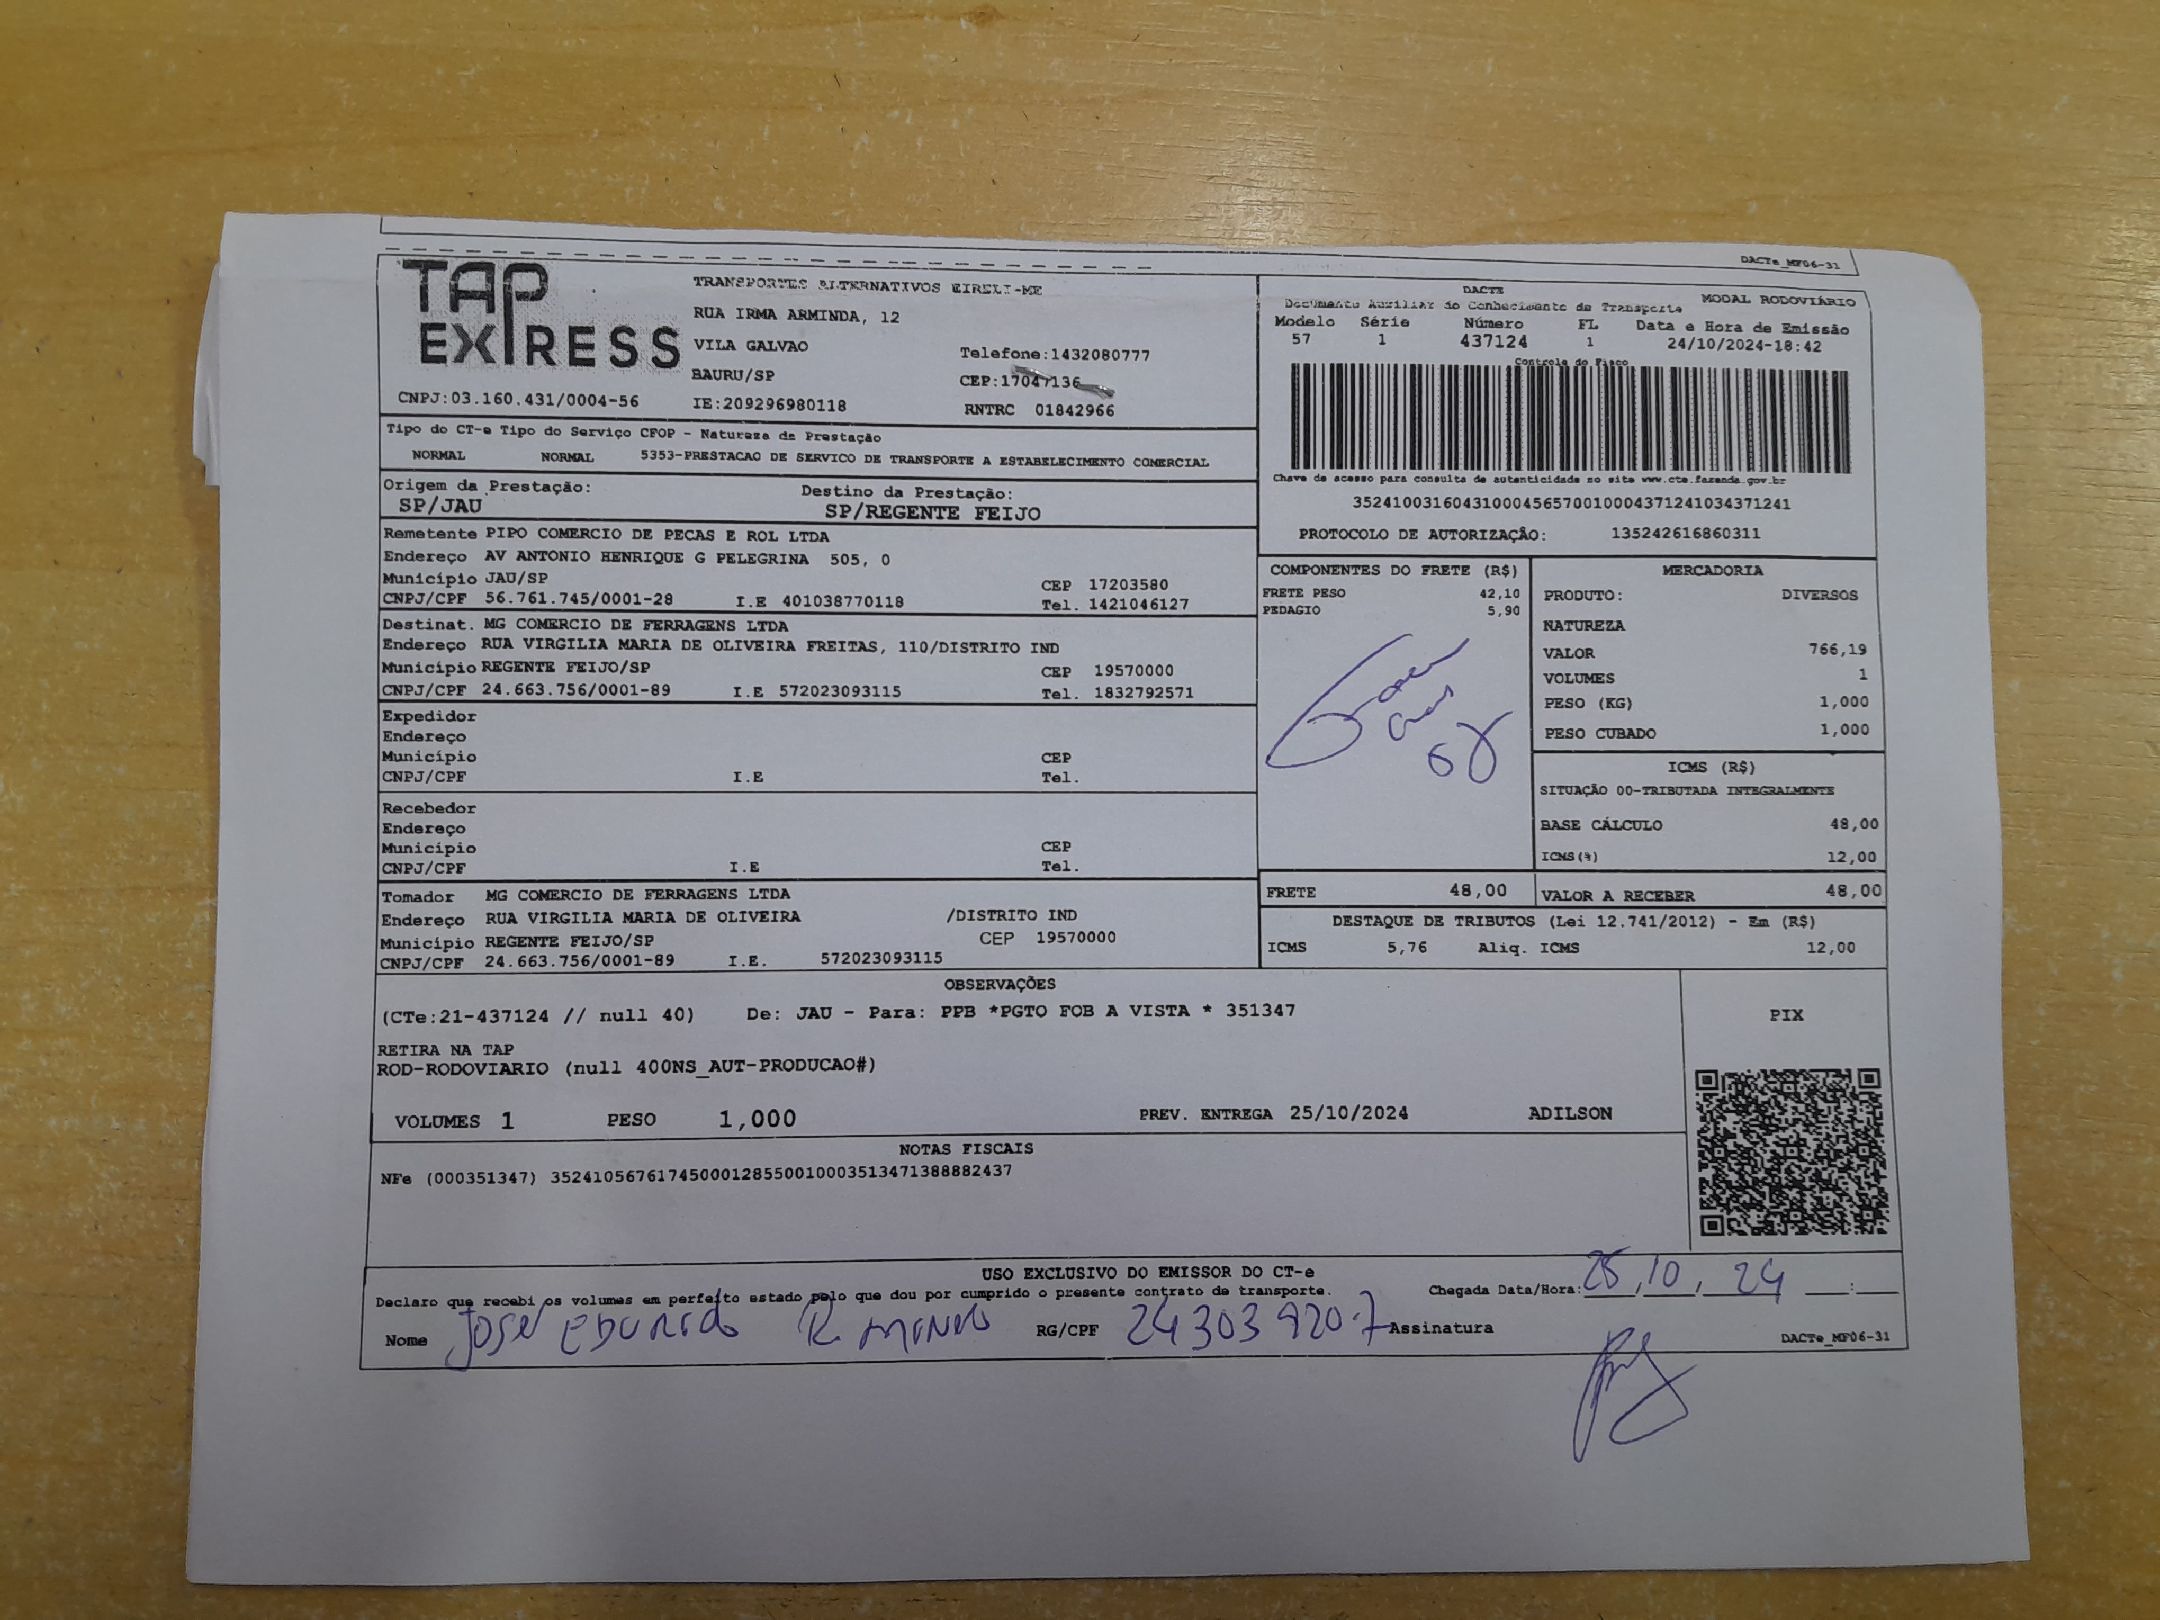 DACTe_MF06-31
TAP EXPRESS
CNPJ:03.160.431/0004-56
TRANSPORTES ALTERNATIVOS EIRELI-ME
RUA IRMA ARMINDA, 12
VILA GALVAO
BAURU/SP
IE:209296980118
Telefone:1432080777
CEP:17047136
RNTRC 01842966
DACTE
Documento Auxiliar do Conhecimento de Transporte
MODAL RODOVIÁRIO
Modelo Série Número FL Data e Hora de Emissão
57 1 437124 1 24/10/2024-18:42
Controle do Fisco
Chave de acesso para consulta de autenticidade no site www.cte.fazenda.gov.br
35241003160431000456570010004371241034371241
PROTOCOLO DE AUTORIZAÇÃO: 135242616860311
Tipo do CT-e Tipo do Serviço CFOP - Natureza de Prestação
NORMAL NORMAL 5353-PRESTACAO DE SERVICO DE TRANSPORTE A ESTABELECIMENTO COMERCIAL
Origem da Prestação: Destino da Prestação:
SP/JAU SP/REGENTE FEIJO
Remetente PIPO COMERCIO DE PECAS E ROL LTDA
Endereço AV ANTONIO HENRIQUE G PELEGRINA 505, 0
Município JAU/SP CEP 17203580
CNPJ/CPF 56.761.745/0001-28 I.E 401038770118 Tel. 1421046127
Destinat. MG COMERCIO DE FERRAGENS LTDA
Endereço RUA VIRGILIA MARIA DE OLIVEIRA FREITAS, 110/DISTRITO IND
Município REGENTE FEIJO/SP CEP 19570000
CNPJ/CPF 24.663.756/0001-89 I.E 572023093115 Tel. 1832792571
Expedidor
Endereço
Município CEP
CNPJ/CPF I.E Tel.
Recebedor
Endereço
Município CEP
CNPJ/CPF I.E Tel.
Tomador MG COMERCIO DE FERRAGENS LTDA
Endereço RUA VIRGILIA MARIA DE OLIVEIRA /DISTRITO IND
Município REGENTE FEIJO/SP CEP 19570000
CNPJ/CPF 24.663.756/0001-89 I.E. 572023093115
COMPONENTES DO FRETE (R$)
FRETE PESO 42,10
PEDAGIO 5,90
MERCADORIA
PRODUTO: DIVERSOS
NATUREZA
VALOR 766,19
VOLUMES 1
PESO (KG) 1,000
PESO CUBADO 1,000
ICMS (R$)
SITUAÇÃO 00-TRIBUTADA INTEGRALMENTE
BASE CÁLCULO 48,00
ICMS(%) 12,00
FRETE 48,00 VALOR A RECEBER 48,00
DESTAQUE DE TRIBUTOS (Lei 12.741/2012) - Em (R$)
ICMS 5,76 Aliq. ICMS 12,00
OBSERVAÇÕES
(CTe:21-437124 // null 40) De: JAU - Para: PPB *PGTO FOB A VISTA * 351347
RETIRA NA TAP
ROD-RODOVIARIO (null 400NS_AUT-PRODUCAO#)
VOLUMES 1 PESO 1,000 PREV. ENTREGA 25/10/2024 ADILSON
PIX
NOTAS FISCAIS
NFe (000351347) 35241056761745000128550010003513471388882437
USO EXCLUSIVO DO EMISSOR DO CT-e
Declaro que recebi os volumes em perfeito estado pelo que dou por cumprido o presente contrato de transporte.
Chegada Data/Hora: 25, 10, 24 :
Nome José Eduardo R. RG/CPF 24303920-7 Assinatura
DACTe_MF06-31